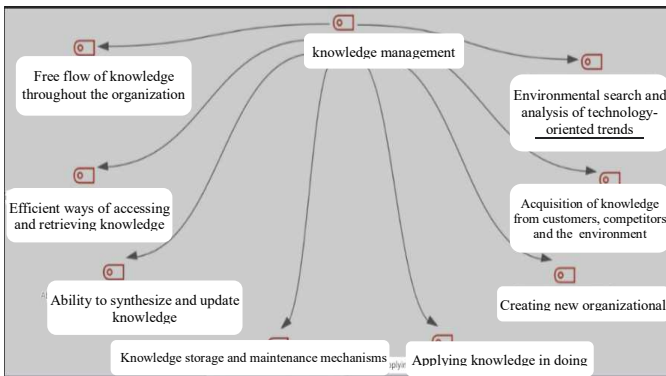 knowledge management
Free flow of knowledge
throughout the organization
Environmental search and
analysis of technology-
oriented trends
Efficient ways of accessing
and retrieving knowledge
Acquisition of knowledge
from customers, competitors
and the environment
Ability to synthesize and update
knowledge
Creating new organizational
Knowledge storage and maintenance mechanisms
Applying knowledge in doing